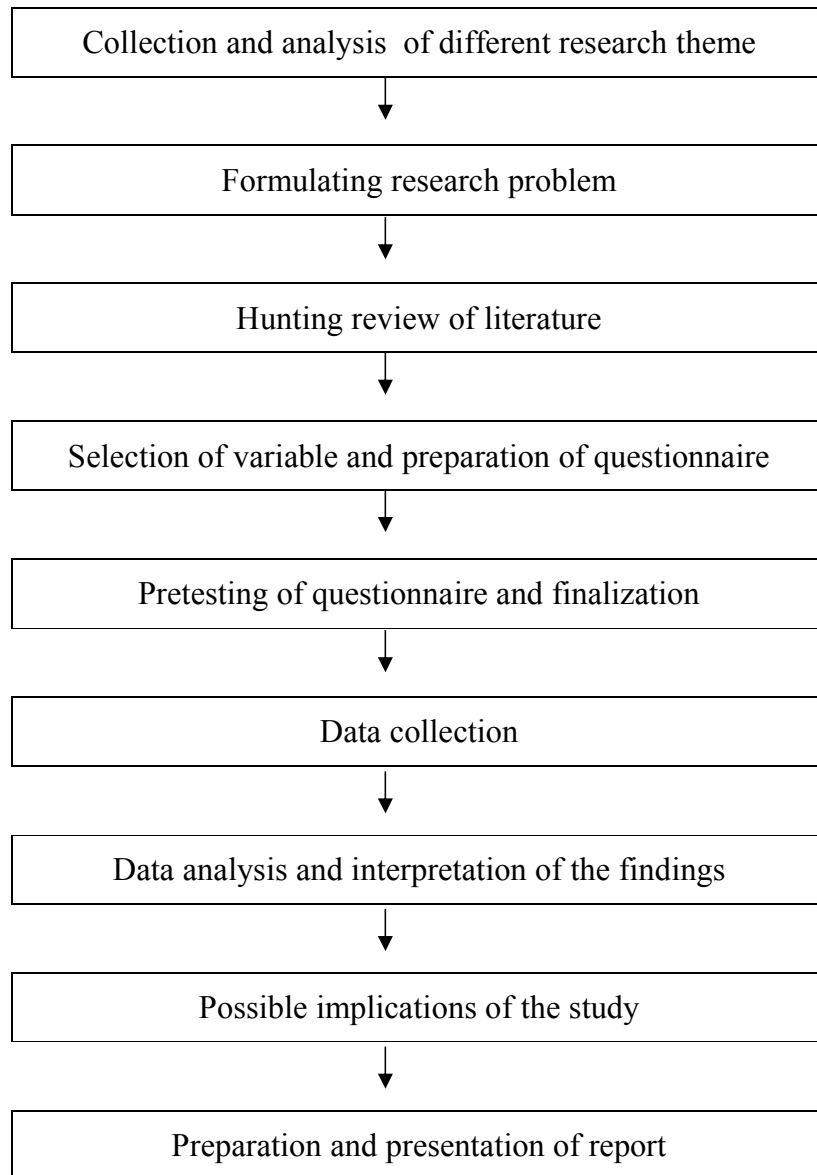 Collection and analysis of different research theme
Formulating research problem
Hunting review of literature
Selection of variable and preparation of questionnaire
Pretesting of questionnaire and finalization
Data collection
Data analysis and interpretation of the findings
Possible implications of the study
Preparation and presentation of report